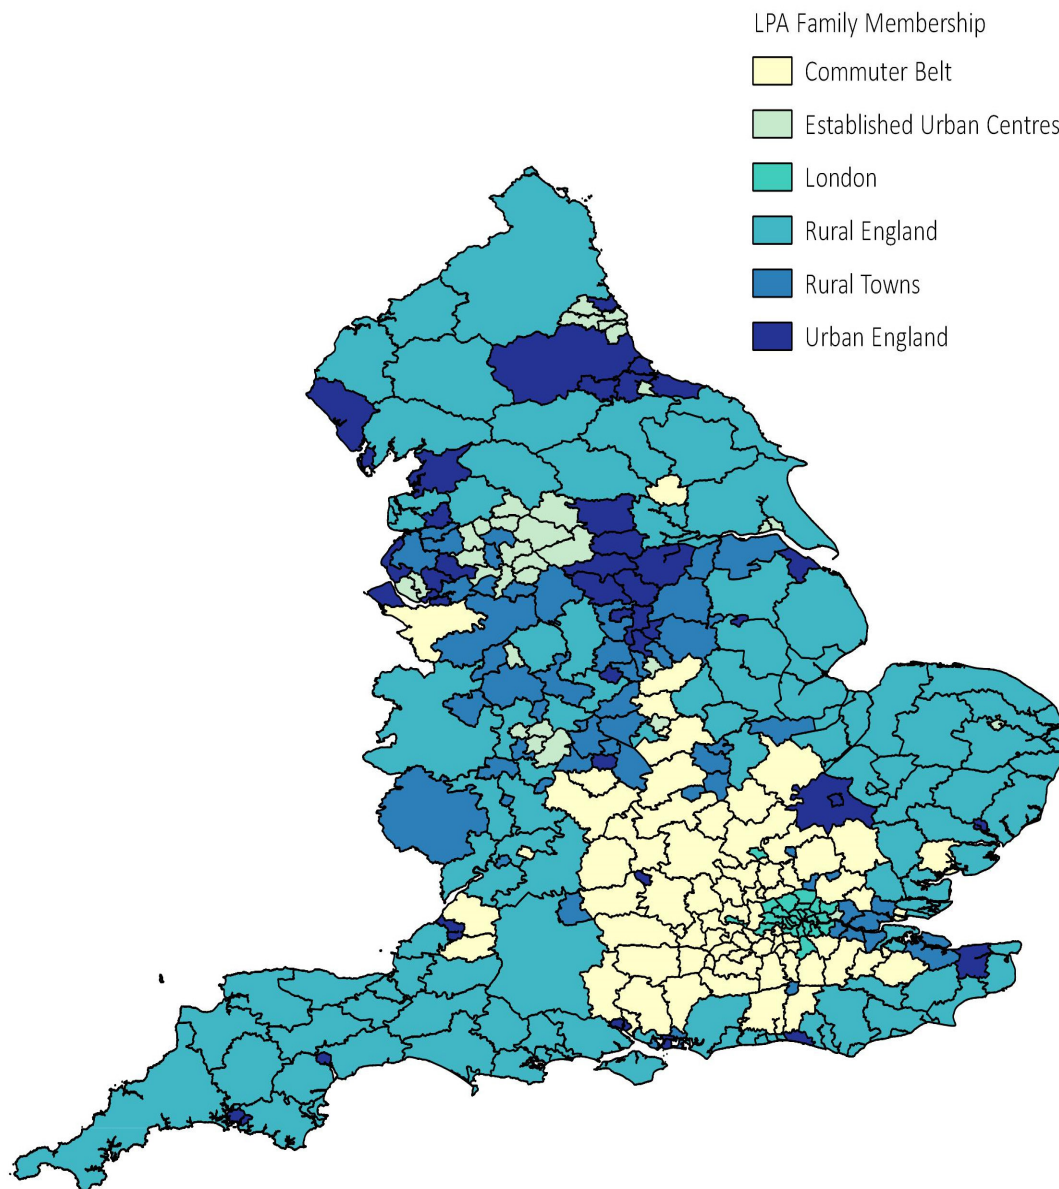 LPA Family Membership
Commuter Belt
Established Urban Centres
London
Rural England
Rural Towns
Urban England